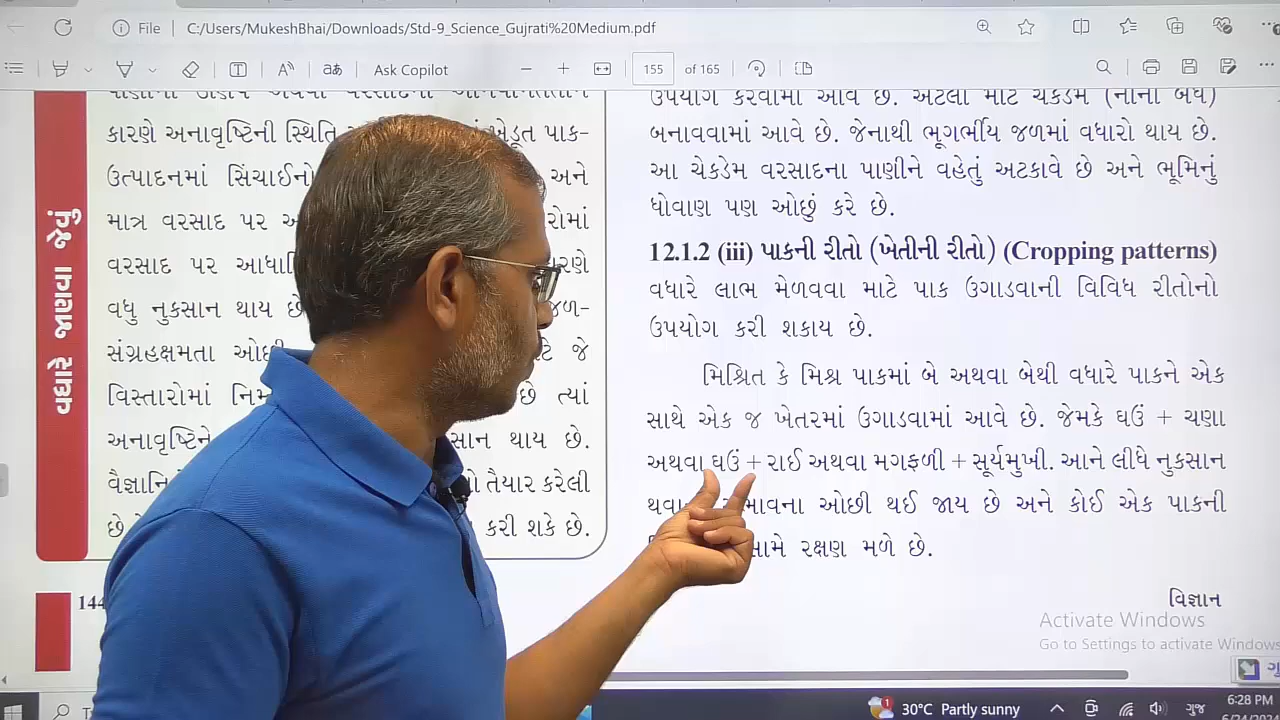 File
C:/Users/MukeshBhai/Downloads/Std-9_Science_Gujrati%20Medium.pdf
aあ
Ask Copilot
155 of 165
વધારે જાણવા જેવું
કારણે અનાવૃષ્ટિની સ્થિતિ ખેડૂત પાક-
ઉત્પાદનમાં સિંચાઈનો અને
માત્ર વરસાદ પર
વરસાદ પર
વધુ નુકસાન થાય છે જળ-
સંગ્રહક્ષમતા જે
વિસ્તારોમાં છે ત્યાં
અનાવૃષ્ટિને થાય છે.
તૈયાર કરેલી
છે કરી શકે છે.
144
ઉપયોગ કરવામાં આવે છે. એટલા માટે ચેકડેમ (નાના બંધ)
બનાવવામાં આવે છે. જેનાથી ભૂગર્ભીય જળમાં વધારો થાય છે.
આ ચેકડેમ વરસાદના પાણીને વહેતું અટકાવે છે અને ભૂમિનું
ધોવાણ પણ ઓછું કરે છે.
12.1.2 (iii) પાકની રીતો (ખેતીની રીતો) (Cropping patterns)
વધારે લાભ મેળવવા માટે પાક ઉગાડવાની વિવિધ રીતોનો
ઉપયોગ કરી શકાય છે.
મિશ્રિત કે મિશ્ર પાકમાં બે અથવા બેથી વધારે પાકને એક
સાથે એક જ ખેતરમાં ઉગાડવામાં આવે છે. જેમકે ઘઉં + ચણા
અથવા ઘઉં + રાઈ અથવા મગફળી + સૂર્યમુખી. આને લીધે નુકસાન
ઓછી થઈ જાય છે અને કોઈ એક પાકની
રક્ષણ મળે છે.
વિજ્ઞાન
Activate Windows
Go to Settings to activate Windows
30°C Partly sunny
ગુજ
6:28 PM